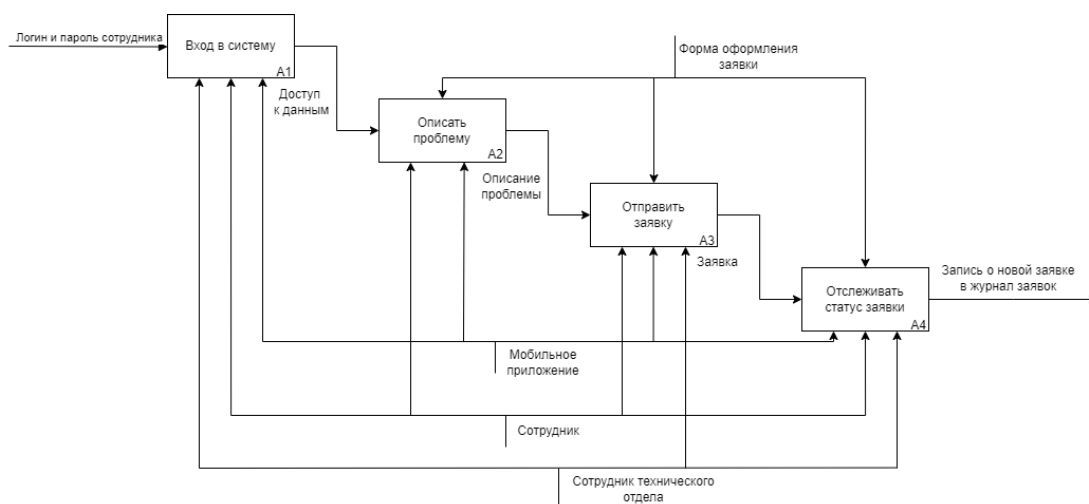 Логин и пароль сотрудника
Вход в систему
A1
Форма оформления
заявки
Доступ
к данным
Описать
проблему
A2
Описание
проблемы
Отправить
заявку
A3
Заявка
Запись о новой заявке
в журнал заявок
Отслеживать
статус заявки
A4
Мобильное
приложение
Сотрудник
Сотрудник технического
отдела